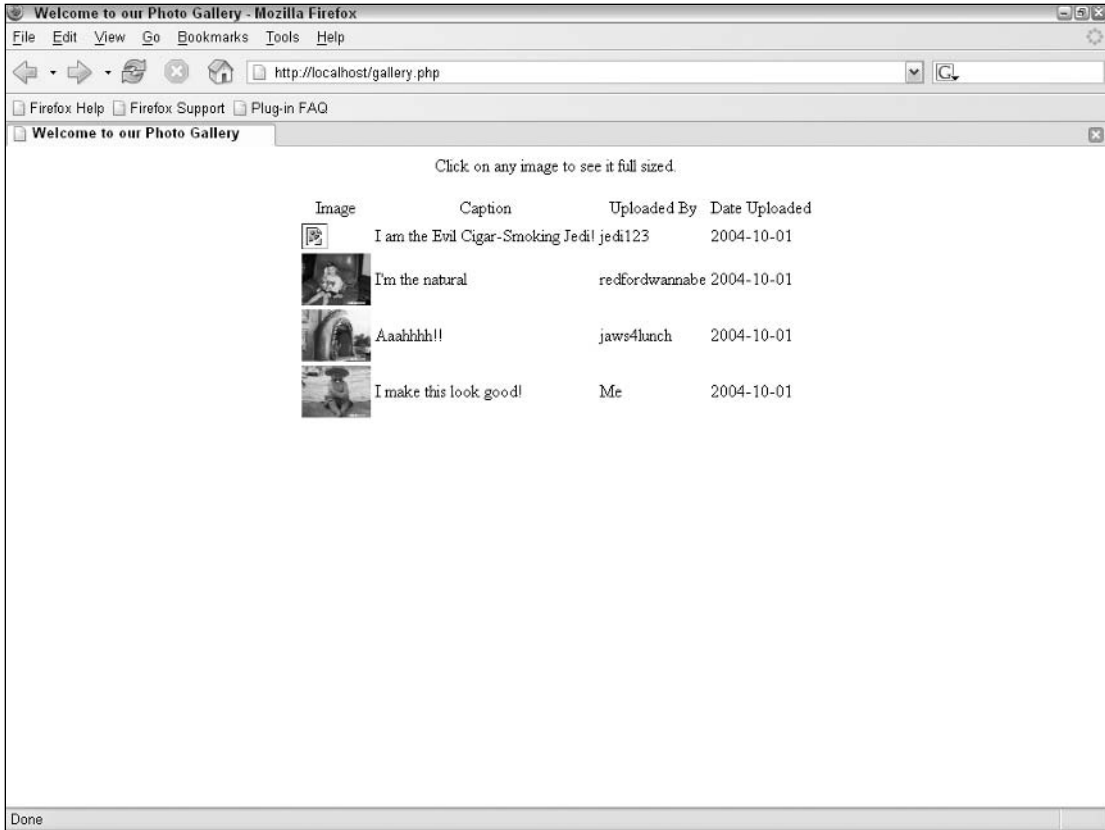 Welcome to our Photo Gallery - Mozilla Firefox
File Edit View Go Bookmarks Tools Help
http://localhost/gallery.php
G
Firefox Help Firefox Support Plug-in FAQ
Welcome to our Photo Gallery
Click on any image to see it full sized.
Image Caption Uploaded By Date Uploaded
I am the Evil Cigar-Smoking Jedi! jedi123 2004-10-01
I'm the natural redfordwannabe 2004-10-01
Aaahhhh!! jaws4lunch 2004-10-01
I make this look good! Me 2004-10-01
Done